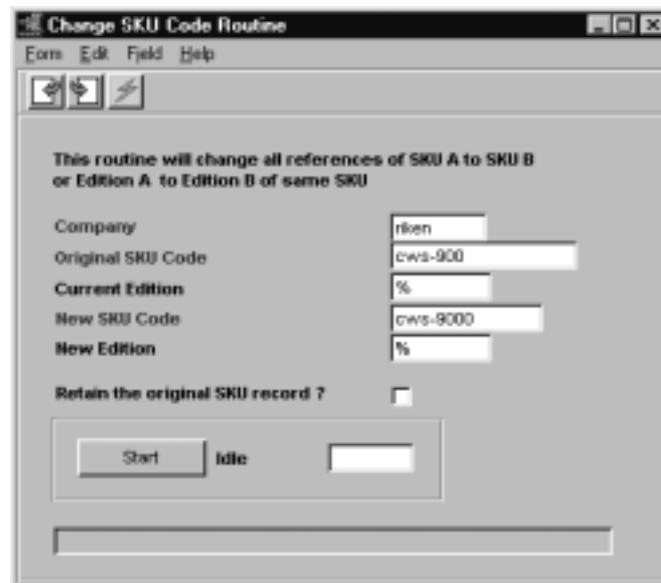 Change SKU Code Routine
Form Edit Field Help
This routine will change all references of SKU A to SKU B
or Edition A to Edition B of same SKU
Company riken
Original SKU Code cws-900
Current Edition %
New SKU Code cws-9000
New Edition %
Retain the original SKU record ?
Start Idle